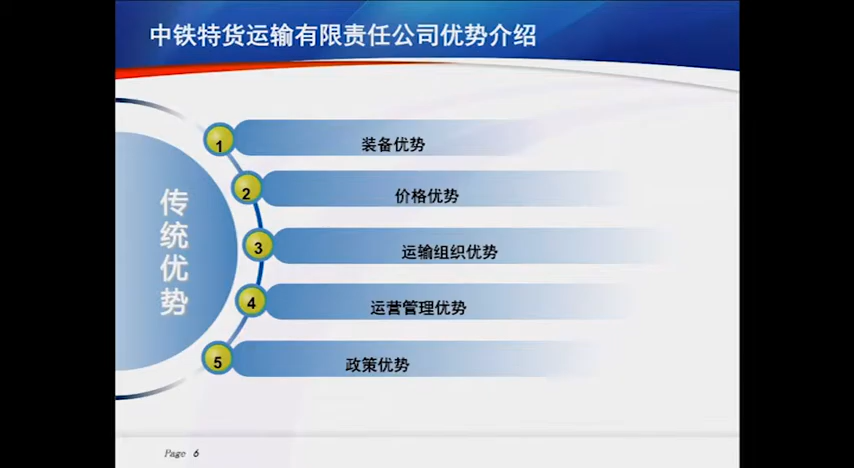 中铁特货运输有限责任公司优势介绍
传统优势
1 装备优势
2 价格优势
3 运输组织优势
4 运营管理优势
5 政策优势
Page 6